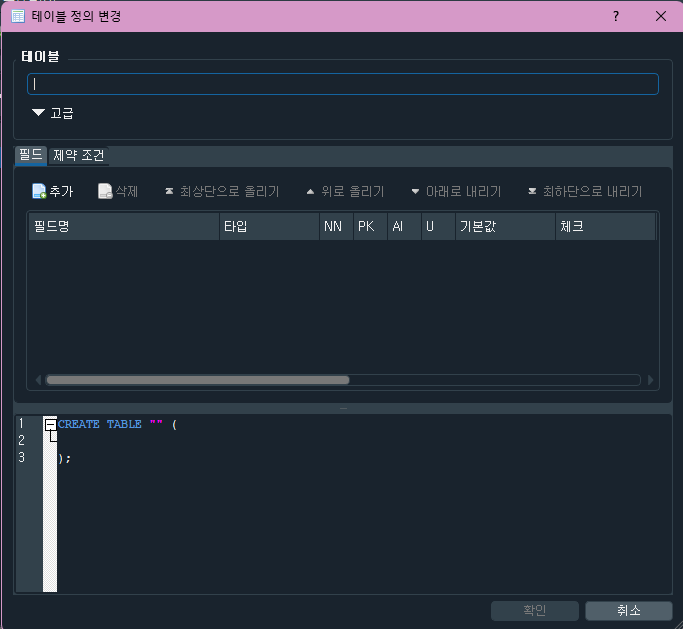 테이블 정의 변경 ?
테이블
고급
필드 제약 조건
추가 삭제 최상단으로 올리기 위로 올리기 아래로 내리기 최하단으로 내리기
필드명 타입 NN PK AI U 기본값 체크
1 CREATE TABLE "" (
2
3 );
확인 취소